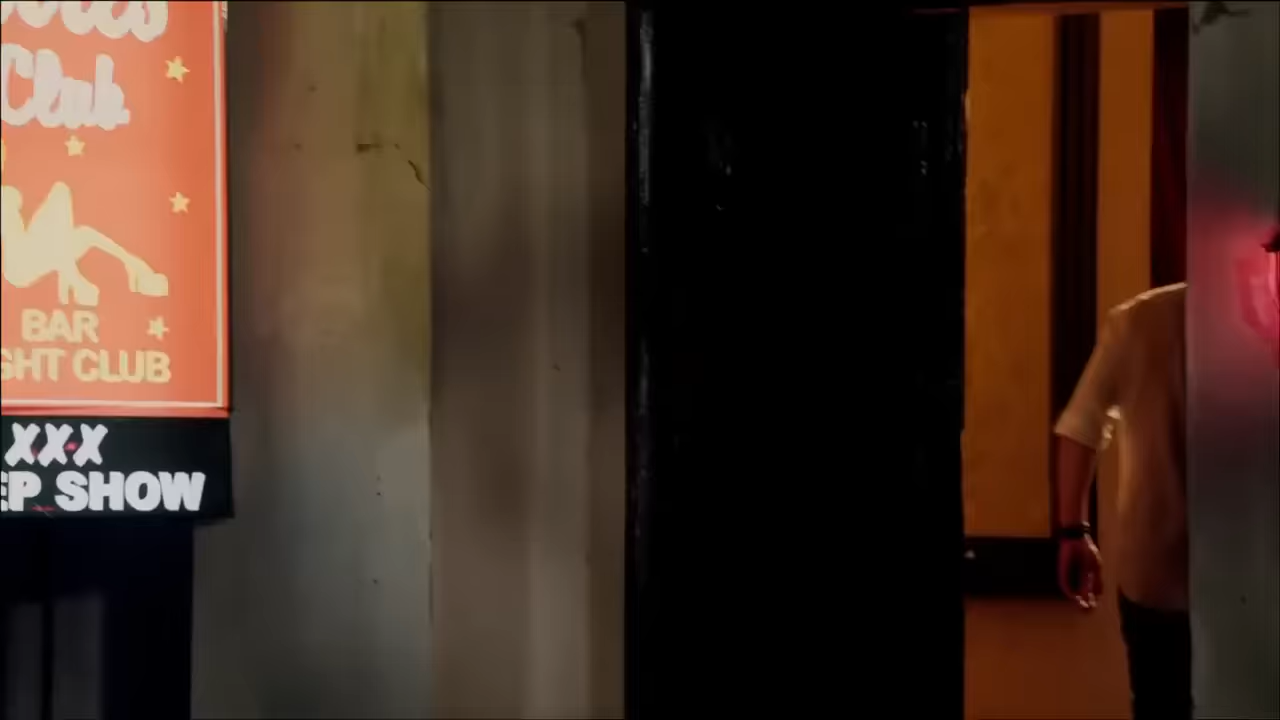 Club
BAR
GHT CLUB
XXX
EP SHOW